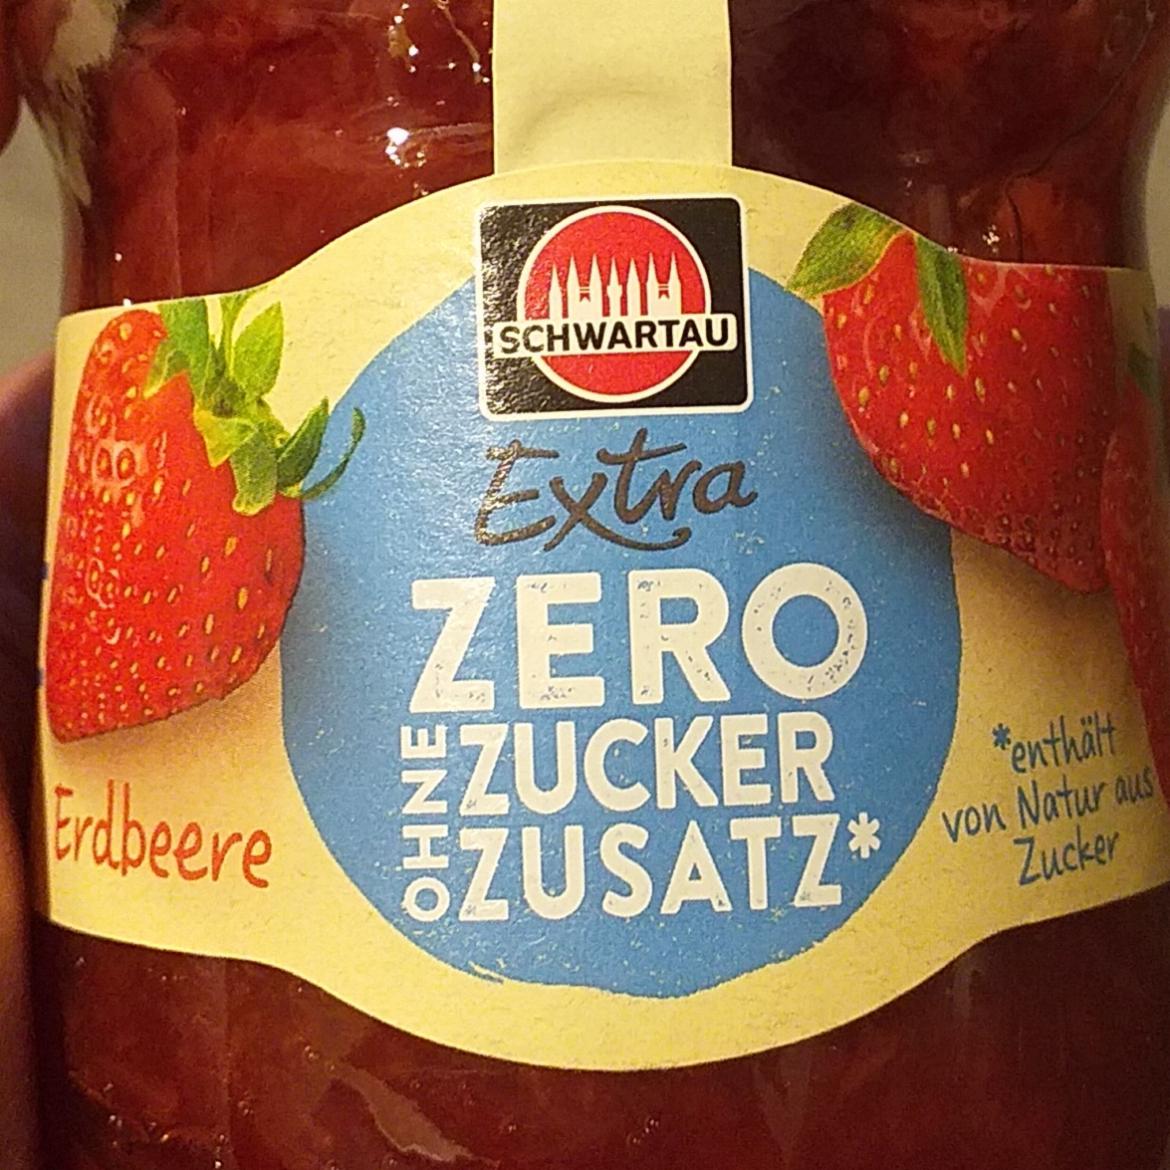 SCHWARTAU
Extra
ZERO
OHNE
ZUCKER
ZUSATZ*
Erdbeere
*enthält
von Natur aus
Zucker